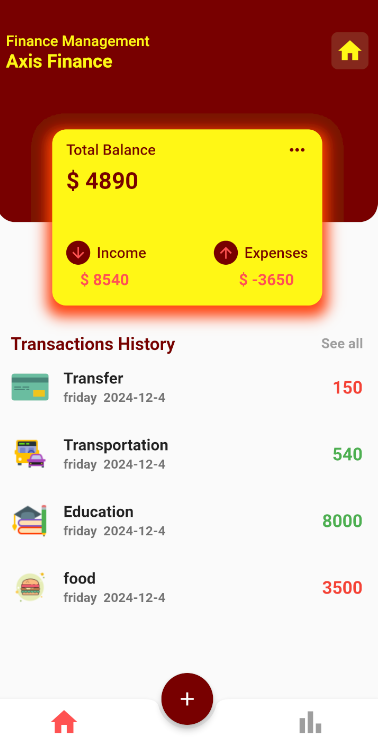 Finance Management
Axis Finance
Total Balance
$ 4890
Income
Expenses
$ 8540
$ -3650
Transactions History
See all
Transfer
friday 2024-12-4
150
Transportation
friday 2024-12-4
540
Education
friday 2024-12-4
8000
food
friday 2024-12-4
3500